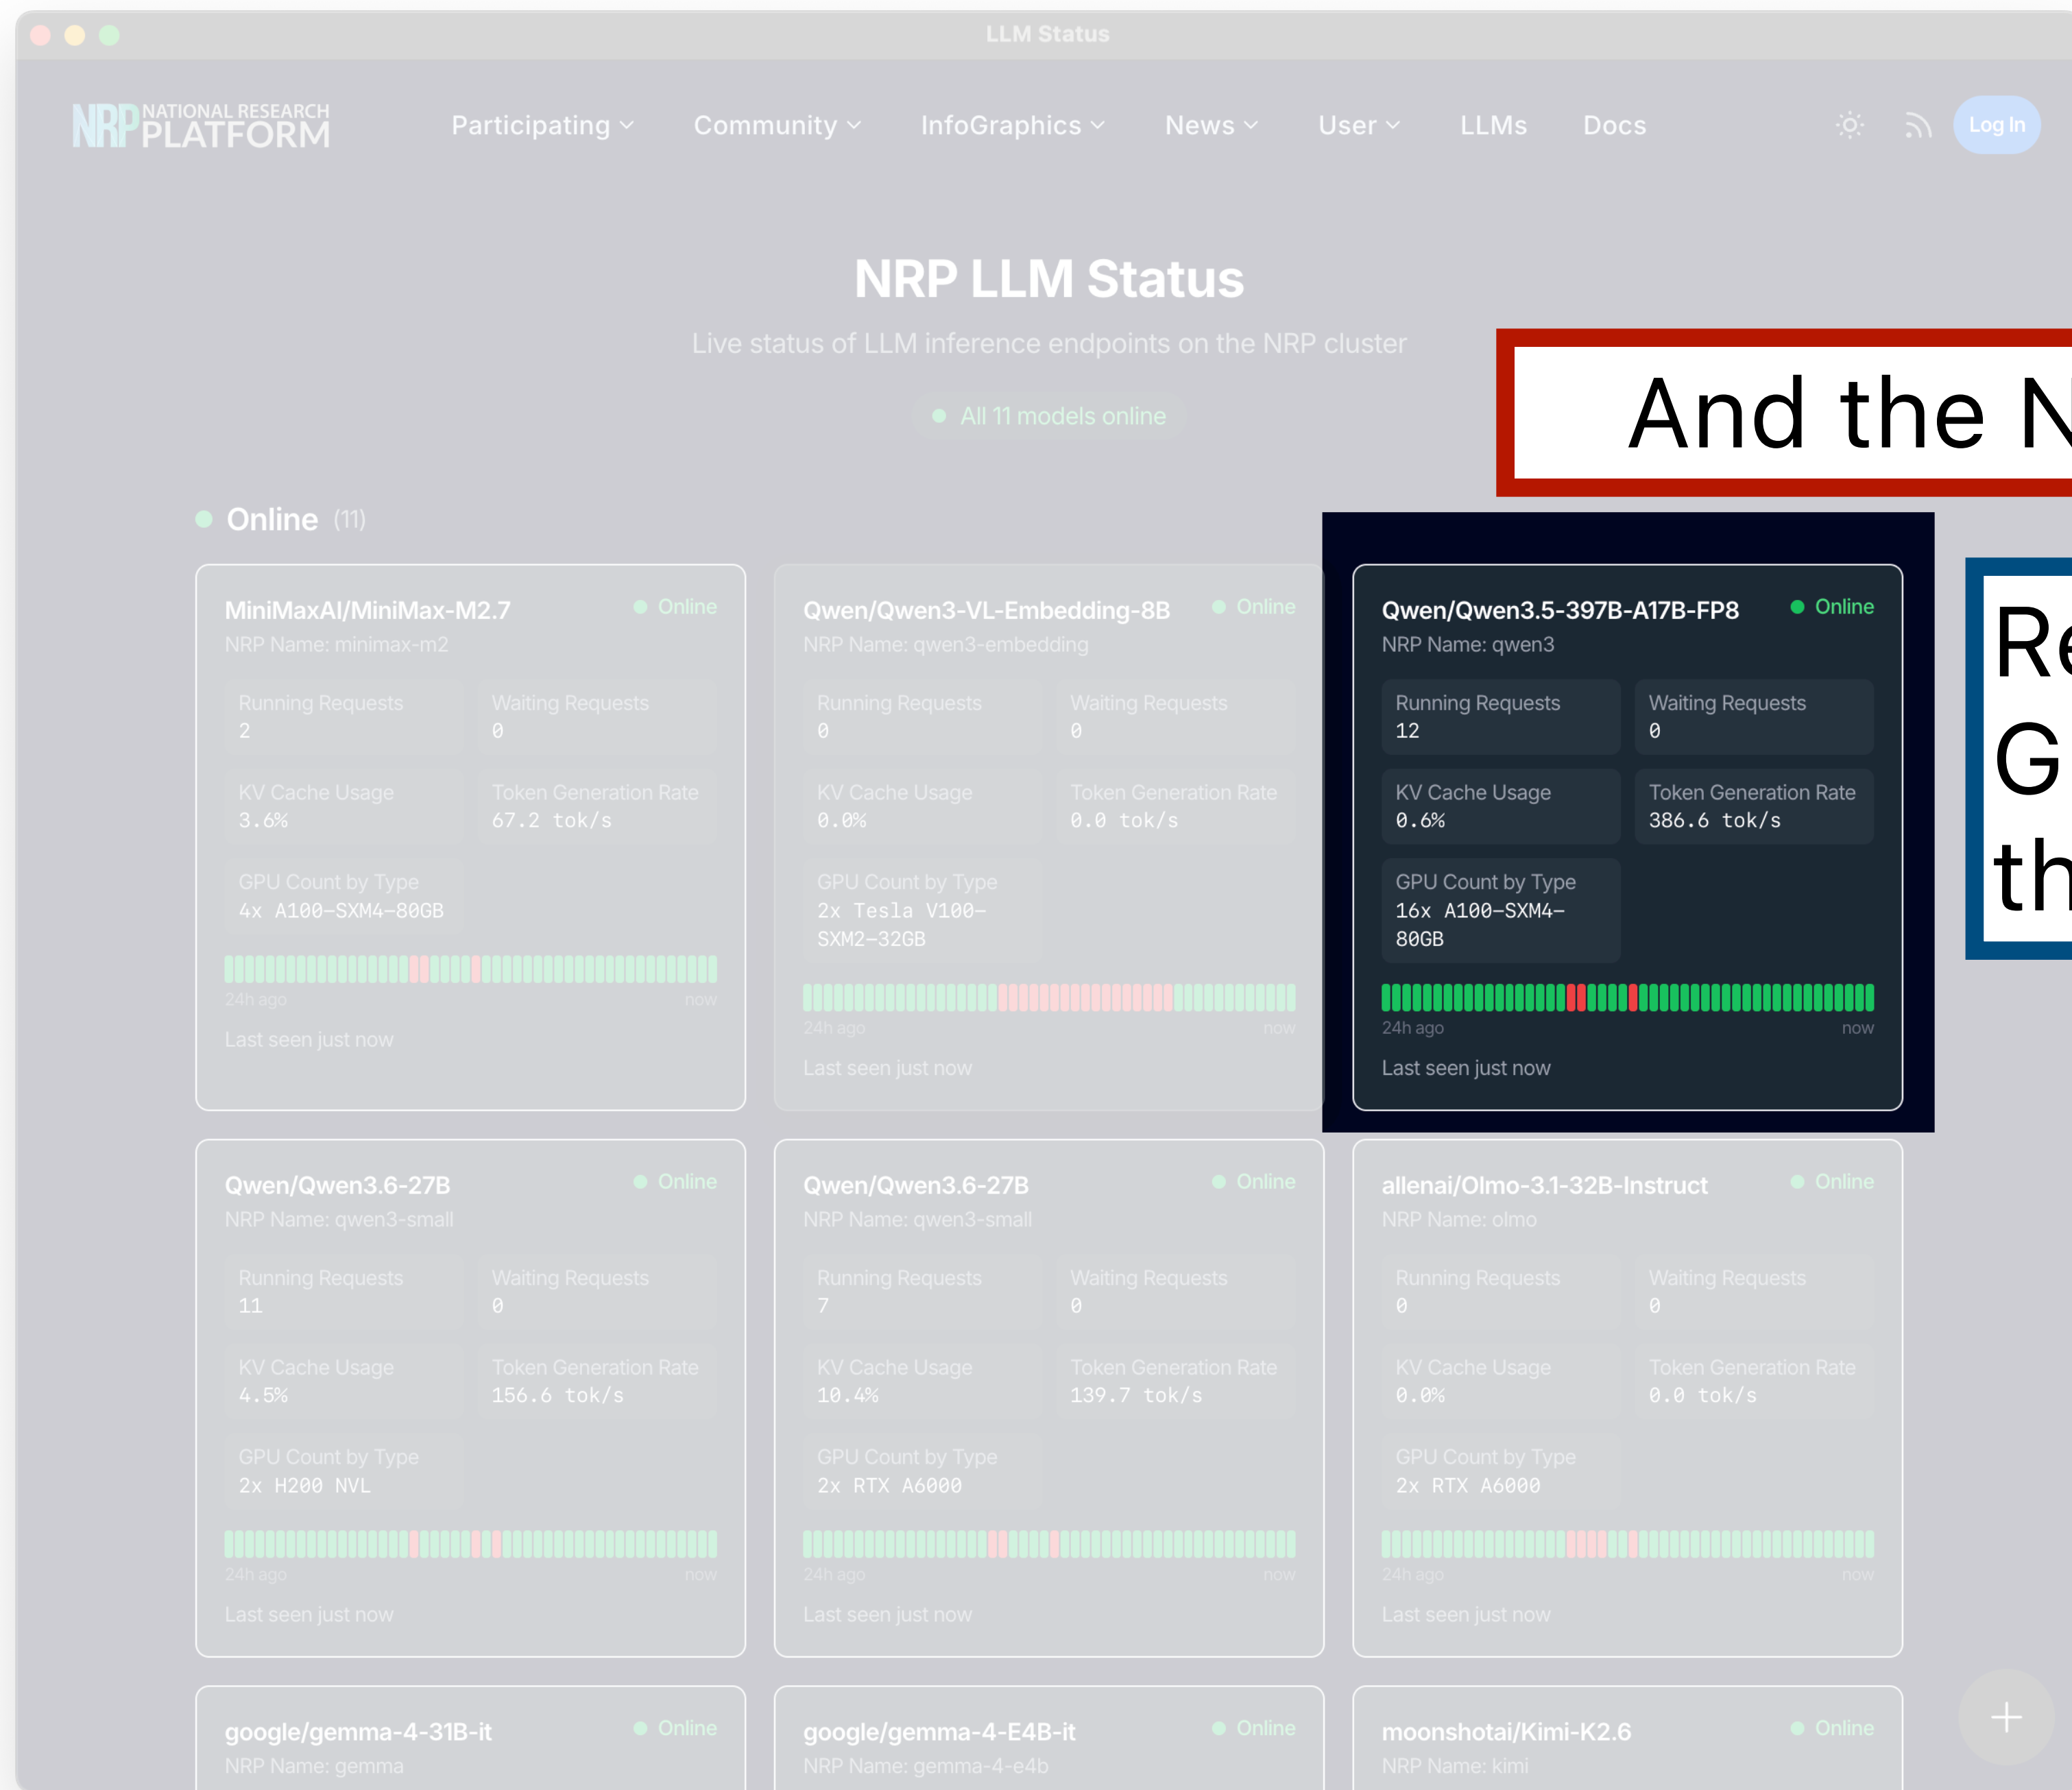 LLM Status
NRP NATIONAL RESEARCH PLATFORM
Participating Community InfoGraphics News User LLMs Docs Log In
NRP LLM Status
Live status of LLM inference endpoints on the NRP cluster
All 11 models online
And the N
Online (11)
MiniMaxAI/MiniMax-M2.7 Online
NRP Name: minimax-m2
Running Requests Waiting Requests
2 0
KV Cache Usage Token Generation Rate
3.6% 67.2 tok/s
GPU Count by Type
4x A100-SXM4-80GB
24h ago now
Last seen just now
Qwen/Qwen3-VL-Embedding-8B Online
NRP Name: qwen3-embedding
Running Requests Waiting Requests
0 0
KV Cache Usage Token Generation Rate
0.0% 0.0 tok/s
GPU Count by Type
2x Tesla V100-
SXM2-32GB
24h ago now
Last seen just now
Qwen/Qwen3.5-397B-A17B-FP8 Online
NRP Name: qwen3
Running Requests Waiting Requests
12 0
KV Cache Usage Token Generation Rate
0.6% 386.6 tok/s
GPU Count by Type
16x A100-SXM4-
80GB
24h ago now
Last seen just now
Re
G
th
Qwen/Qwen3.6-27B Online
NRP Name: qwen3-small
Running Requests Waiting Requests
11 0
KV Cache Usage Token Generation Rate
4.5% 156.6 tok/s
GPU Count by Type
2x H200 NVL
24h ago now
Last seen just now
Qwen/Qwen3.6-27B Online
NRP Name: qwen3-small
Running Requests Waiting Requests
7 0
KV Cache Usage Token Generation Rate
10.4% 139.7 tok/s
GPU Count by Type
2x RTX A6000
24h ago now
Last seen just now
allenai/Olmo-3.1-32B-Instruct Online
NRP Name: olmo
Running Requests Waiting Requests
0 0
KV Cache Usage Token Generation Rate
0.0% 0.0 tok/s
GPU Count by Type
2x RTX A6000
24h ago now
Last seen just now
google/gemma-4-31B-it Online
NRP Name: gemma
google/gemma-4-E4B-it Online
NRP Name: gemma-4-e4b
moonshotai/Kimi-K2.6 Online
NRP Name: kimi